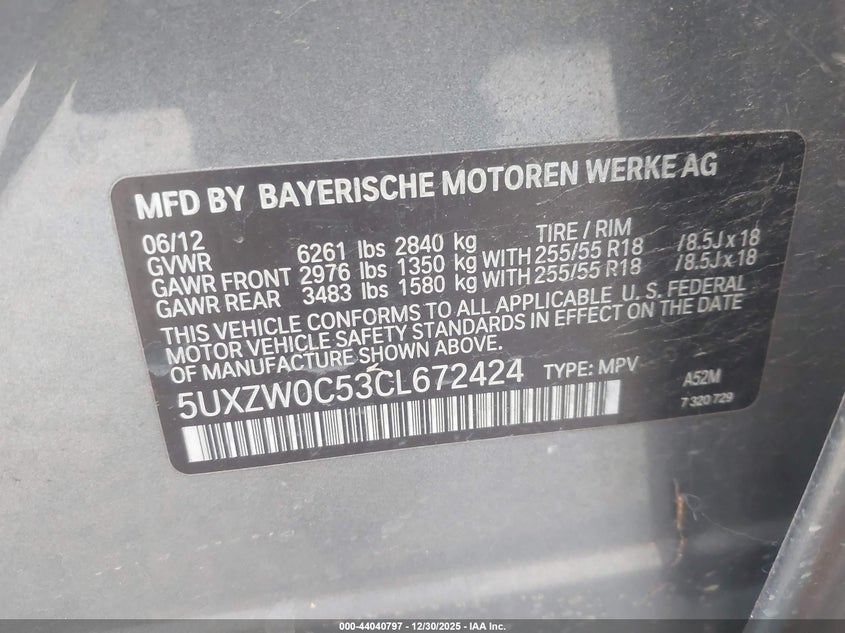 MFD BY BAYERISCHE MOTOREN WERKE AG
06/12 TIRE / RIM
GVWR 6261 lbs 2840 kg
GAWR FRONT 2976 lbs 1350 kg WITH 255/55 R18 /8.5J x 18
GAWR REAR 3483 lbs 1580 kg WITH 255/55 R18 /8.5J x 18
THIS VEHICLE CONFORMS TO ALL APPLICABLE U. S. FEDERAL
MOTOR VEHICLE SAFETY STANDARDS IN EFFECT ON THE DATE
OF MANUFACTURE SHOWN ABOVE.
5UXZW0C53CL672424 TYPE: MPV A52M
7 320 729
000-44040797 - 12/30/2025 - IAA Inc.